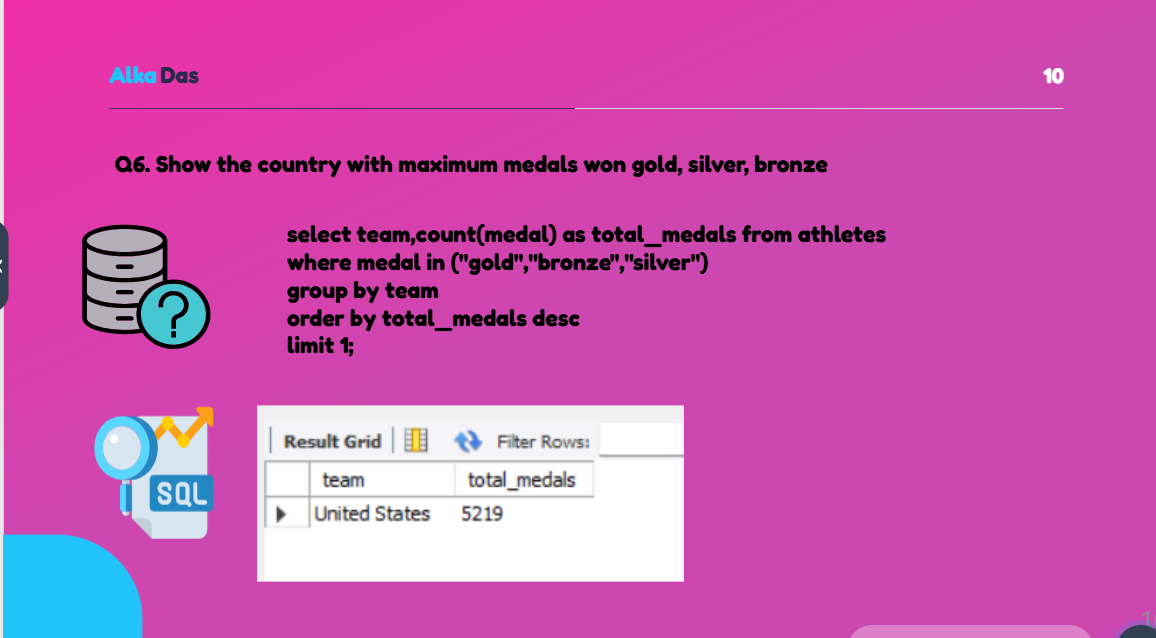 Alka Das
10
Q6. Show the country with maximum medals won gold, silver, bronze
select team,count(medal) as total_medals from athletes
where medal in ("gold","bronze","silver")
group by team
order by total_medals desc
limit 1;
?
SQL
Result Grid Filter Rows:
team total_medals
United States 5219